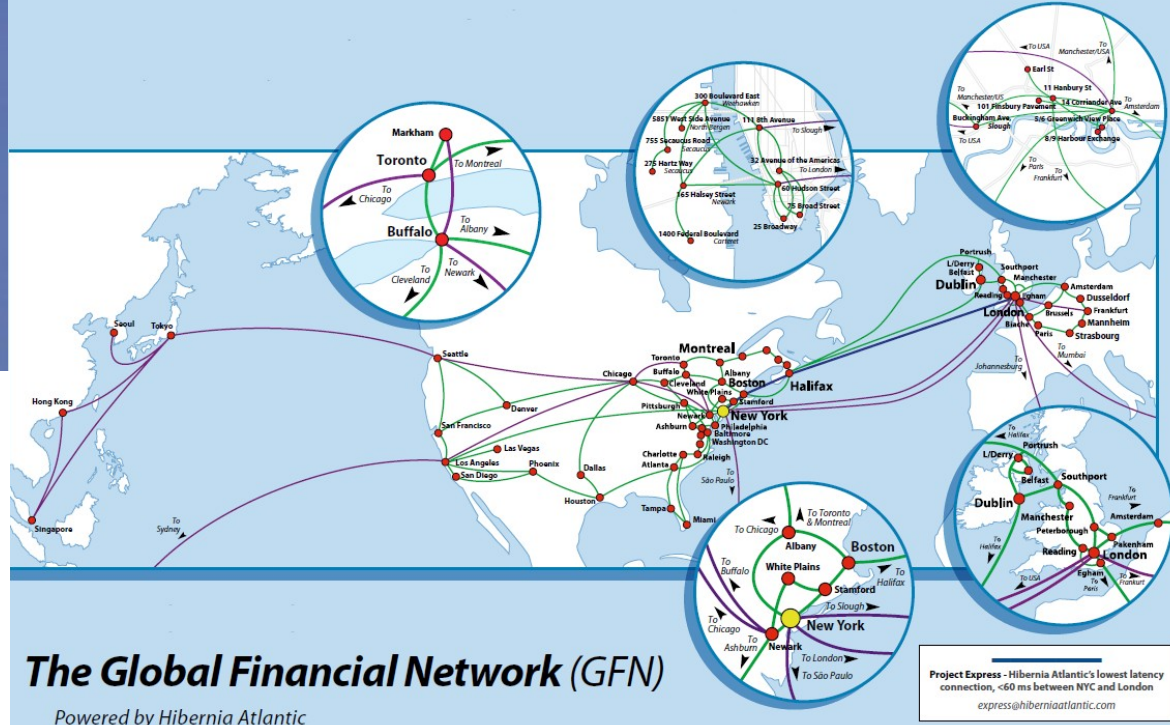 Markham
Toronto
To Montreal
To
Chicago
Buffalo
To
Albany
To
Cleveland
To
Newark
300 Boulevard East
Weehawken
5851 West Side Avenue
North Bergen
111 8th Avenue
To Slough
755 Secaucus Road
Secaucus
275 Hartz Way
Secaucus
32 Avenue of the Americas
To London
165 Halsey Street
Newark
60 Hudson Street
75 Broad Street
25 Broadway
1400 Federal Boulevard
Carteret
To USA
To
Manchester/USA
Earl St
To
Manchester/US
11 Hanbury St
101 Finsbury Pavement
14 Corriander Ave
To
Amsterdam
Buckingham Ave,
Slough
5/6 Greenwich View Place
8/9 Harbour Exchange
To USA
To
Paris
To
Frankfurt
Seoul
Tokyo
Hong Kong
Singapore
To
Sydney
Seattle
San Francisco
Los Angeles
San Diego
Las Vegas
Denver
Phoenix
Dallas
Houston
Chicago
Montreal
Toronto
Buffalo
Cleveland
Albany
Boston
White Plains
Stamford
Halifax
Pittsburgh
Newark
New York
Ashburn
Philadelphia
Baltimore
Washington DC
Charlotte
Raleigh
Atlanta
Tampa
Miami
To
São Paulo
Portrush
L/Derry
Belfast
Dublin
Southport
Manchester
Reading
Egham
London
Amsterdam
Dusseldorf
Brussels
Frankfurt
Mannheim
Biache
Paris
Strasbourg
To
Johannesburg
To
Mumbai
To Chicago
To Toronto
& Montreal
Albany
Boston
To
Buffalo
White Plains
To
Halifax
Stamford
To Slough
To
Chicago
New York
To
Ashburn
Newark
To London
To São Paulo
To
Halifax
Portrush
L/Derry
Belfast
Southport
To
Frankfurt
Dublin
Manchester
Amsterdam
Peterborough
To
Halifax
Reading
Pakenham
London
Egham
To USA
To
Paris
To
Frankurt
The Global Financial Network (GFN)
Powered by Hibernia Atlantic
Project Express - Hibernia Atlantic's lowest latency
connection, <60 ms between NYC and London
express@hiberniaatlantic.com